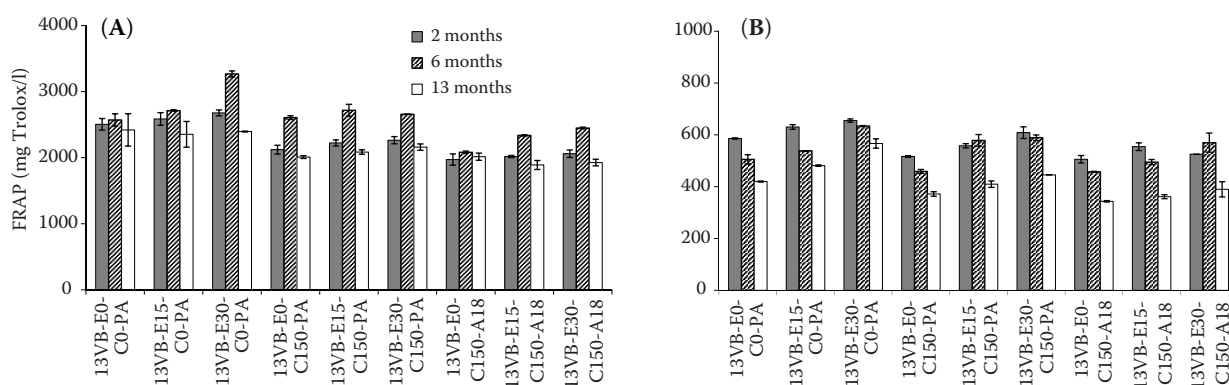 (A)
4000
3000
2000
1000
0
FRAP (mg Trolox/l)
2 months
6 months
13 months
13VB-E0-
C0-PA
13VB-E15-
C0-PA
13VB-E30-
C0-PA
13VB-E0-
C150-PA
13VB-E15-
C150-PA
13VB-E30-
C150-PA
13VB-E0-
C150-A18
13VB-E15-
C150-A18
13VB-E30-
C150-A18
(B)
1000
800
600
400
200
0
13VB-E0-
C0-PA
13VB-E15-
C0-PA
13VB-E30-
C0-PA
13VB-E0-
C150-PA
13VB-E15-
C150-PA
13VB-E30-
C150-PA
13VB-E0-
C150-A18
13VB-E15-
C150-A18
13VB-E30-
C150-A18